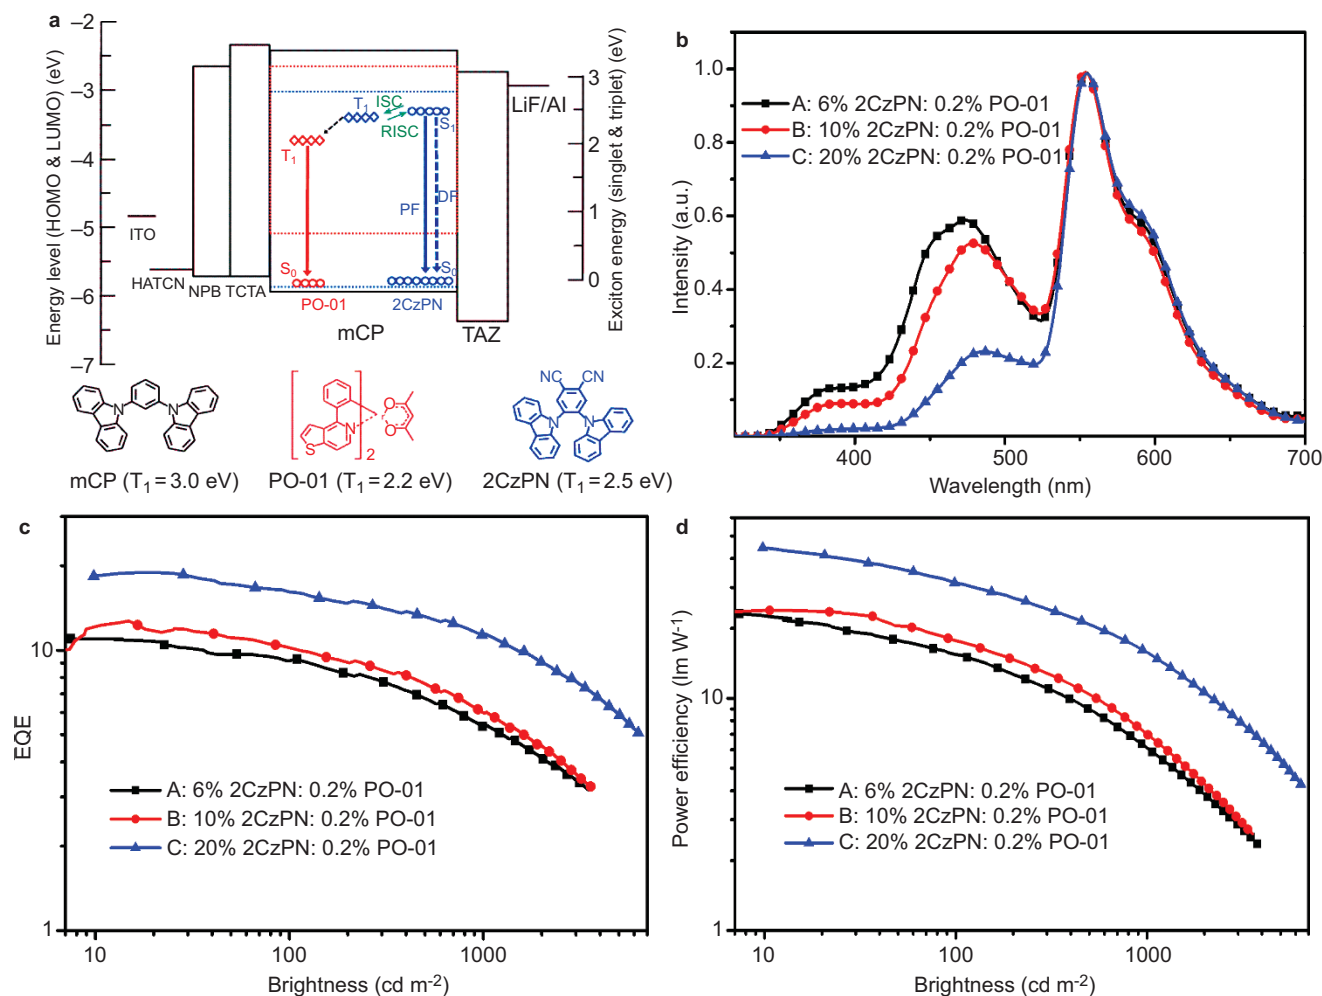 a
Energy level (HOMO & LUMO) (eV)
–2
–3
–4
–5
–6
–7
ITO
HATCN
NPB
TCTA
T1
ISC
RISC
S1
T1
PF
DF
S0
S0
PO-01
2CzPN
mCP
TAZ
LiF/Al
3
2
1
0
Exciton energy (singlet & triplet) (eV)
N
N
S
N
O
O
2
NC
CN
N
N
mCP (T1 = 3.0 eV)
PO-01 (T1 = 2.2 eV)
2CzPN (T1 = 2.5 eV)
b
Intensity (a.u.)
1.0
0.8
0.6
0.4
0.2
A: 6% 2CzPN: 0.2% PO-01
B: 10% 2CzPN: 0.2% PO-01
C: 20% 2CzPN: 0.2% PO-01
400
500
600
700
Wavelength (nm)
c
EQE
10
1
A: 6% 2CzPN: 0.2% PO-01
B: 10% 2CzPN: 0.2% PO-01
C: 20% 2CzPN: 0.2% PO-01
10
100
1000
Brightness (cd m-2)
d
Power efficiency (lm W-1)
10
1
A: 6% 2CzPN: 0.2% PO-01
B: 10% 2CzPN: 0.2% PO-01
C: 20% 2CzPN: 0.2% PO-01
10
100
1000
Brightness (cd m-2)